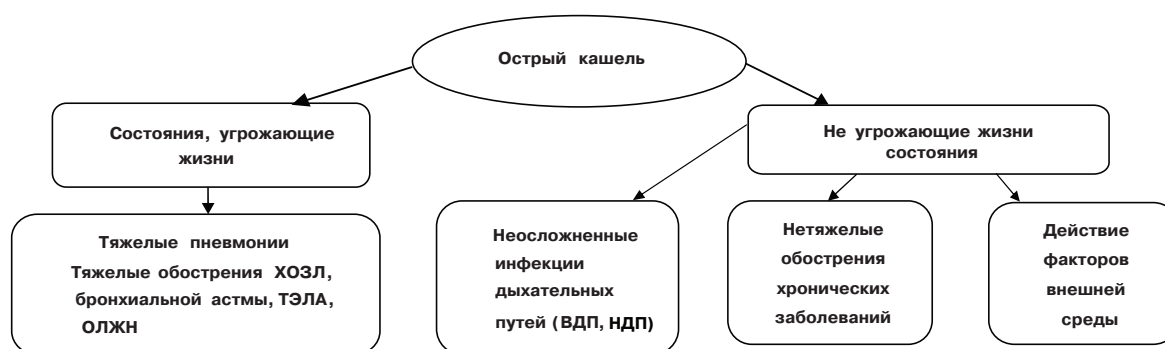 Острый кашель
Состояния, угрожающие
жизни
Не угрожающие жизни
состояния
Тяжелые пневмонии
Тяжелые обострения ХОЗЛ,
бронхиальной астмы, ТЭЛА,
ОЛЖН
Неосложненные
инфекции
дыхательных
путей (ВДП, НДП)
Нетяжелые
обострения
хронических
заболеваний
Действие
факторов
внешней
среды